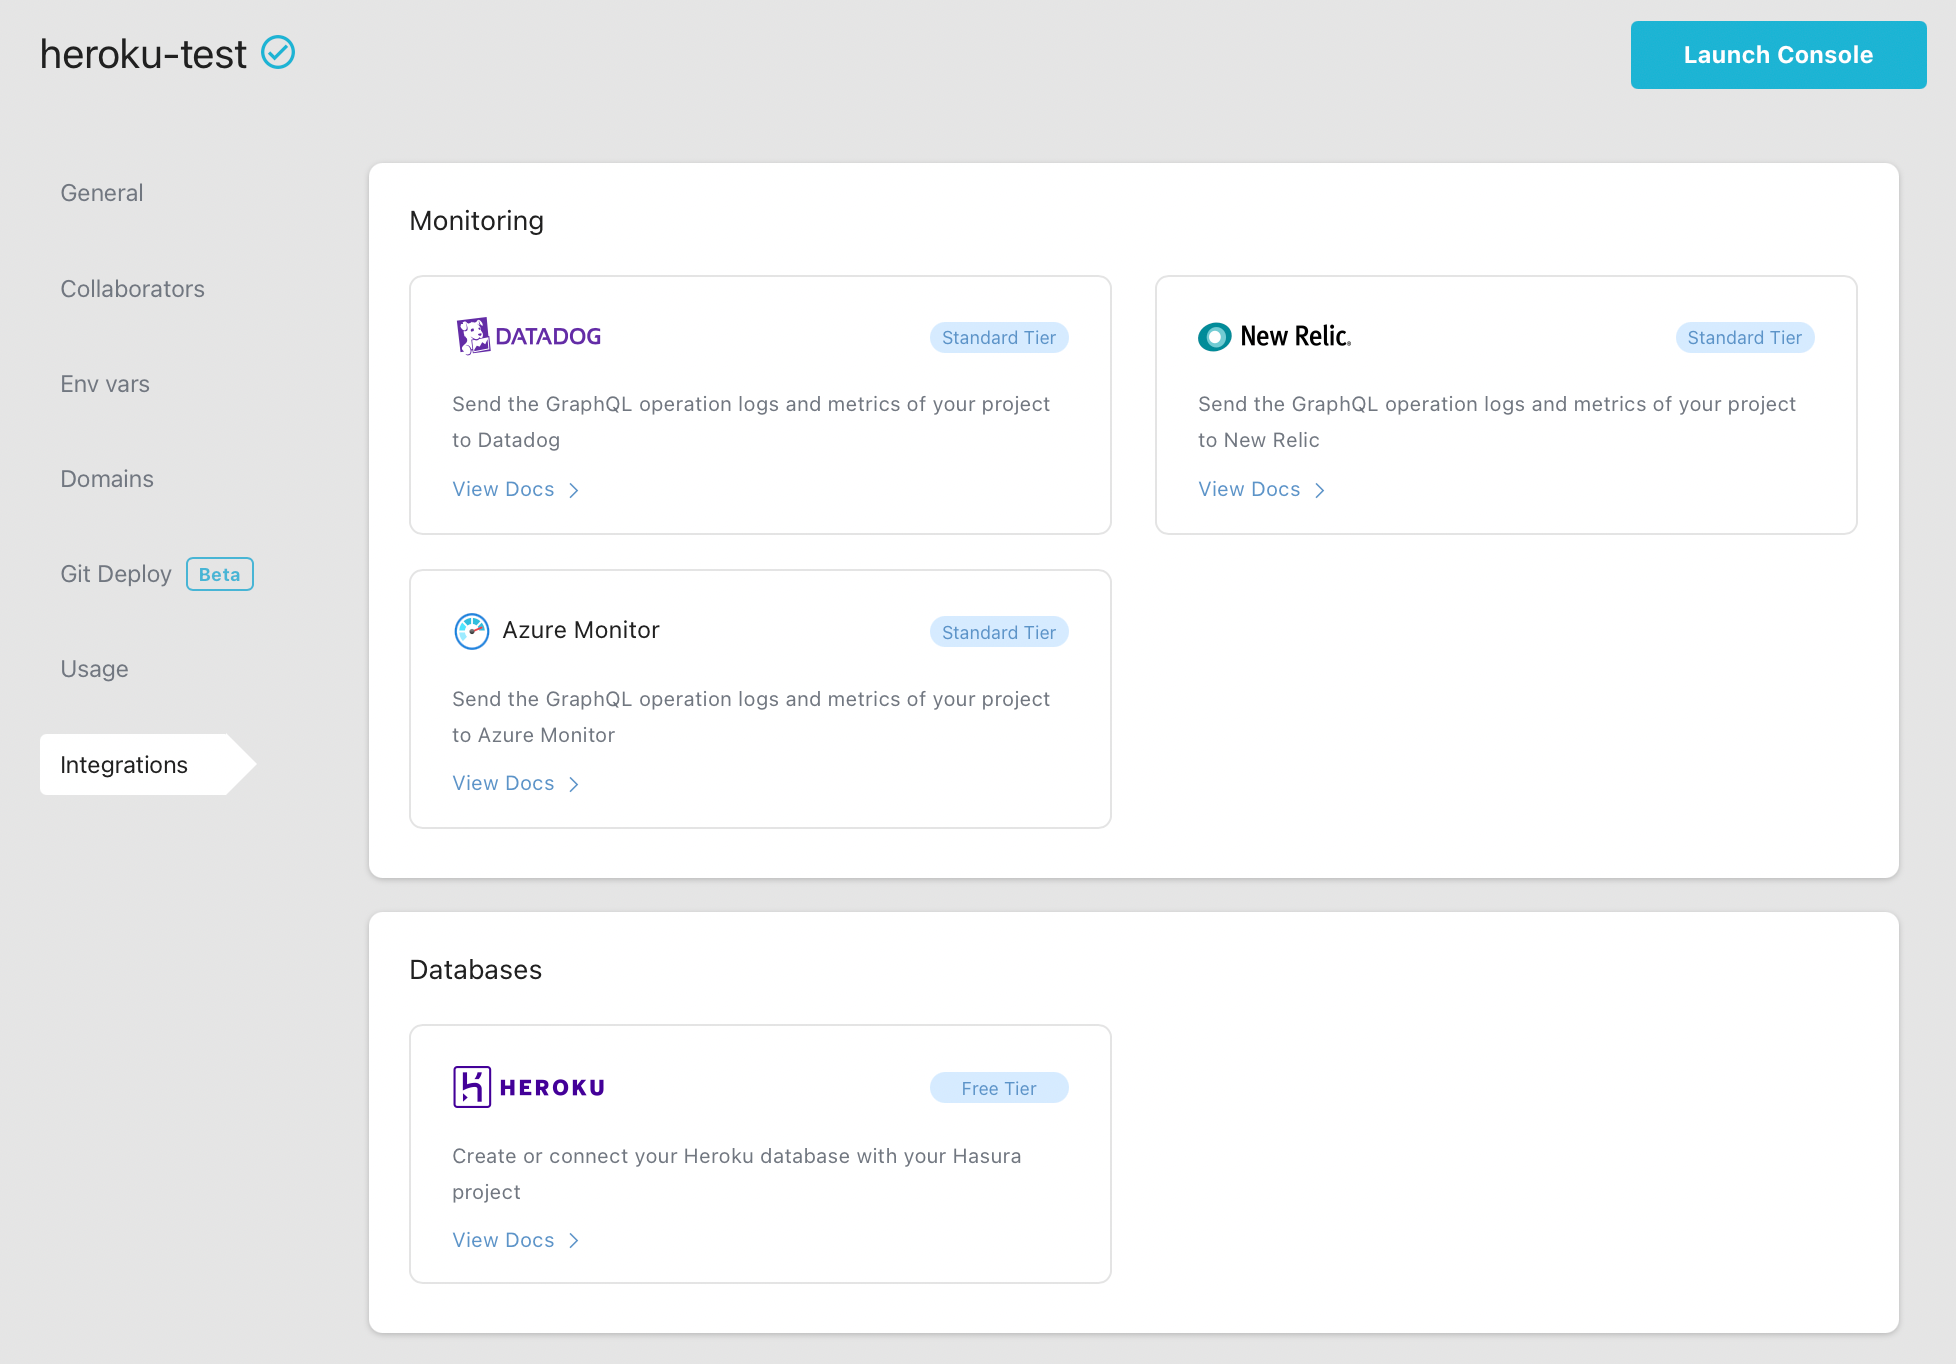 heroku-test
Launch Console
General
Collaborators
Env vars
Domains
Git Deploy Beta
Usage
Integrations
Monitoring
DATADOG
Standard Tier
Send the GraphQL operation logs and metrics of your project
to Datadog
View Docs
New Relic®
Standard Tier
Send the GraphQL operation logs and metrics of your project
to New Relic
View Docs
Azure Monitor
Standard Tier
Send the GraphQL operation logs and metrics of your project
to Azure Monitor
View Docs
Databases
HEROKU
Free Tier
Create or connect your Heroku database with your Hasura
project
View Docs